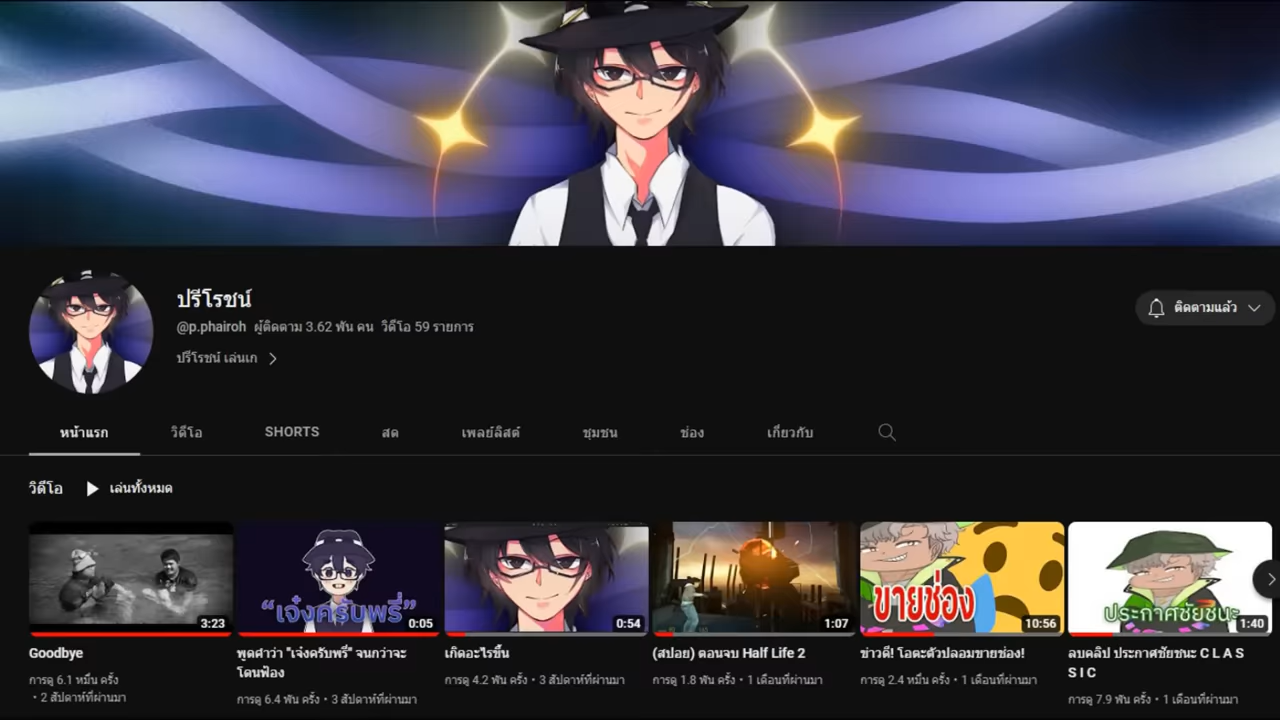 ปรีโรชน์
@p.phairoh ผู้ติดตาม 3.62 พัน คน วิดีโอ 59 รายการ
ปรีโรชน์ เล่นเก
ติดตามแล้ว
หน้าแรก วิดีโอ SHORTS สด เพลย์ลิสต์ ชุมชน ช่อง เกี่ยวกับ
วิดีโอ เล่นทั้งหมด
3:23
"เจ๋งครับพรี่"
0:05
0:54
1:07
ขายช่อง
10:56
ประกาศชัยชนะ
1:40
Goodbye
การดู 6.1 หมื่น ครั้ง
• 2 สัปดาห์ที่ผ่านมา
พูดคำว่า "เจ๋งครับพรี่" จนกว่าจะ
โดนฟ้อง
การดู 6.4 พัน ครั้ง • 3 สัปดาห์ที่ผ่านมา
เกิดอะไรขึ้น
การดู 4.2 พัน ครั้ง • 3 สัปดาห์ที่ผ่านมา
(สปอย) ตอนจบ Half Life 2
การดู 1.8 พัน ครั้ง • 1 เดือนที่ผ่านมา
ข่าวดี! โอตะตัวปลอมขายช่อง!
การดู 2.4 หมื่น ครั้ง • 1 เดือนที่ผ่านมา
ลบคลิป ประกาศชัยชนะ C L A S
S I C
การดู 7.9 พัน ครั้ง • 1 เดือนที่ผ่านมา